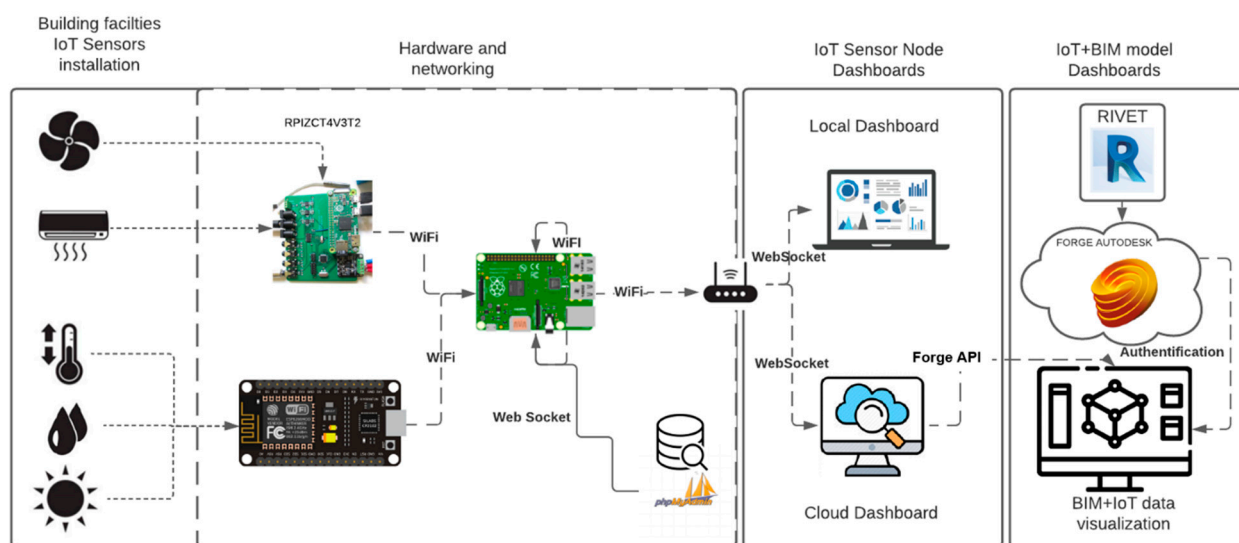 Building facilties
IoT Sensors
installation
Hardware and
networking
IoT Sensor Node
Dashboards
IoT+BIM model
Dashboards
RPIZCT4V3T2
WiFi
WiFI
WiFi
WiFi
Web Socket
phpMyAdmin
WebSocket
WebSocket
Local Dashboard
Cloud Dashboard
Forge API
RIVET
R
FORGE AUTODESK
Authentification
BIM+IoT data
visualization